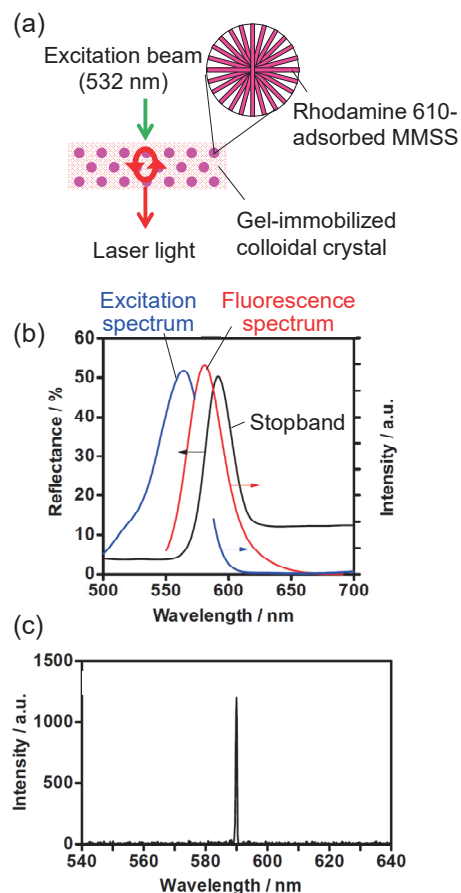 (a)
Excitation beam
(532 nm)
Rhodamine 610-
adsorbed MMSS
Gel-immobilized
colloidal crystal
Laser light
(b)
Excitation
spectrum
Fluorescence
spectrum
Stopband
Reflectance / %
Intensity / a.u.
60
50
40
30
20
10
0
500
550
600
650
700
Wavelength / nm
(c)
Intensity / a.u.
1500
1000
500
0
540
560
580
600
620
640
Wavelength / nm